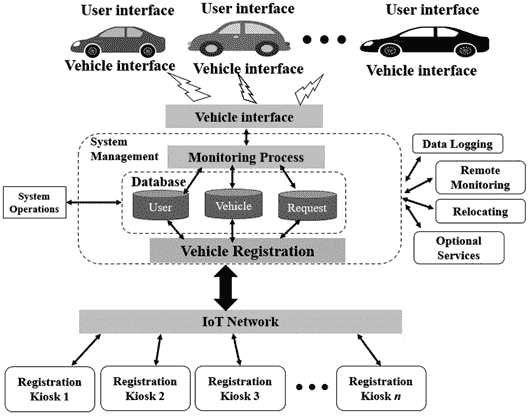 User interface
User interface
User interface
Vehicle interface
Vehicle interface
Vehicle interface
Vehicle interface
System
Management
Monitoring Process
Database
User
Vehicle
Request
Vehicle Registration
System
Operations
Data Logging
Remote
Monitoring
Relocating
Optional
Services
IoT Network
Registration
Kiosk 1
Registration
Kiosk 2
Registration
Kiosk 3
Registration
Kiosk n